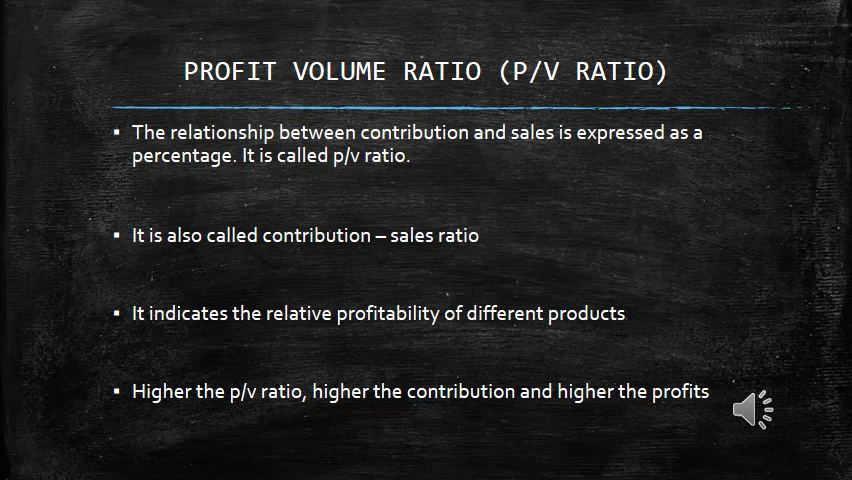 PROFIT VOLUME RATIO (P/V RATIO)
▪ The relationship between contribution and sales is expressed as a
percentage. It is called p/v ratio.
▪ It is also called contribution – sales ratio
▪ It indicates the relative profitability of different products
▪ Higher the p/v ratio, higher the contribution and higher the profits